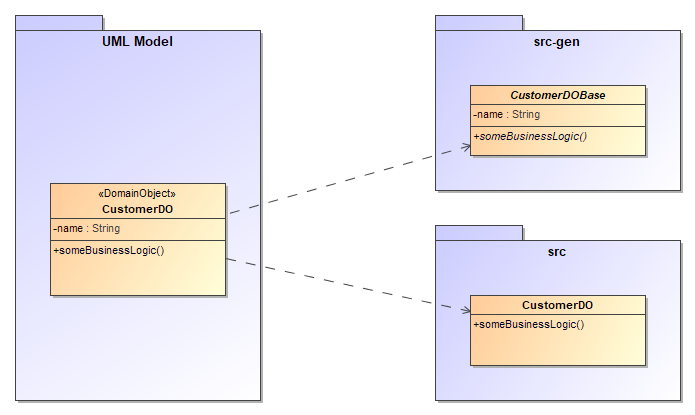 UML Model
«DomainObject»
CustomerDO
-name : String
+someBusinessLogic()
src-gen
CustomerDOBase
-name : String
+someBusinessLogic()
src
CustomerDO
+someBusinessLogic()